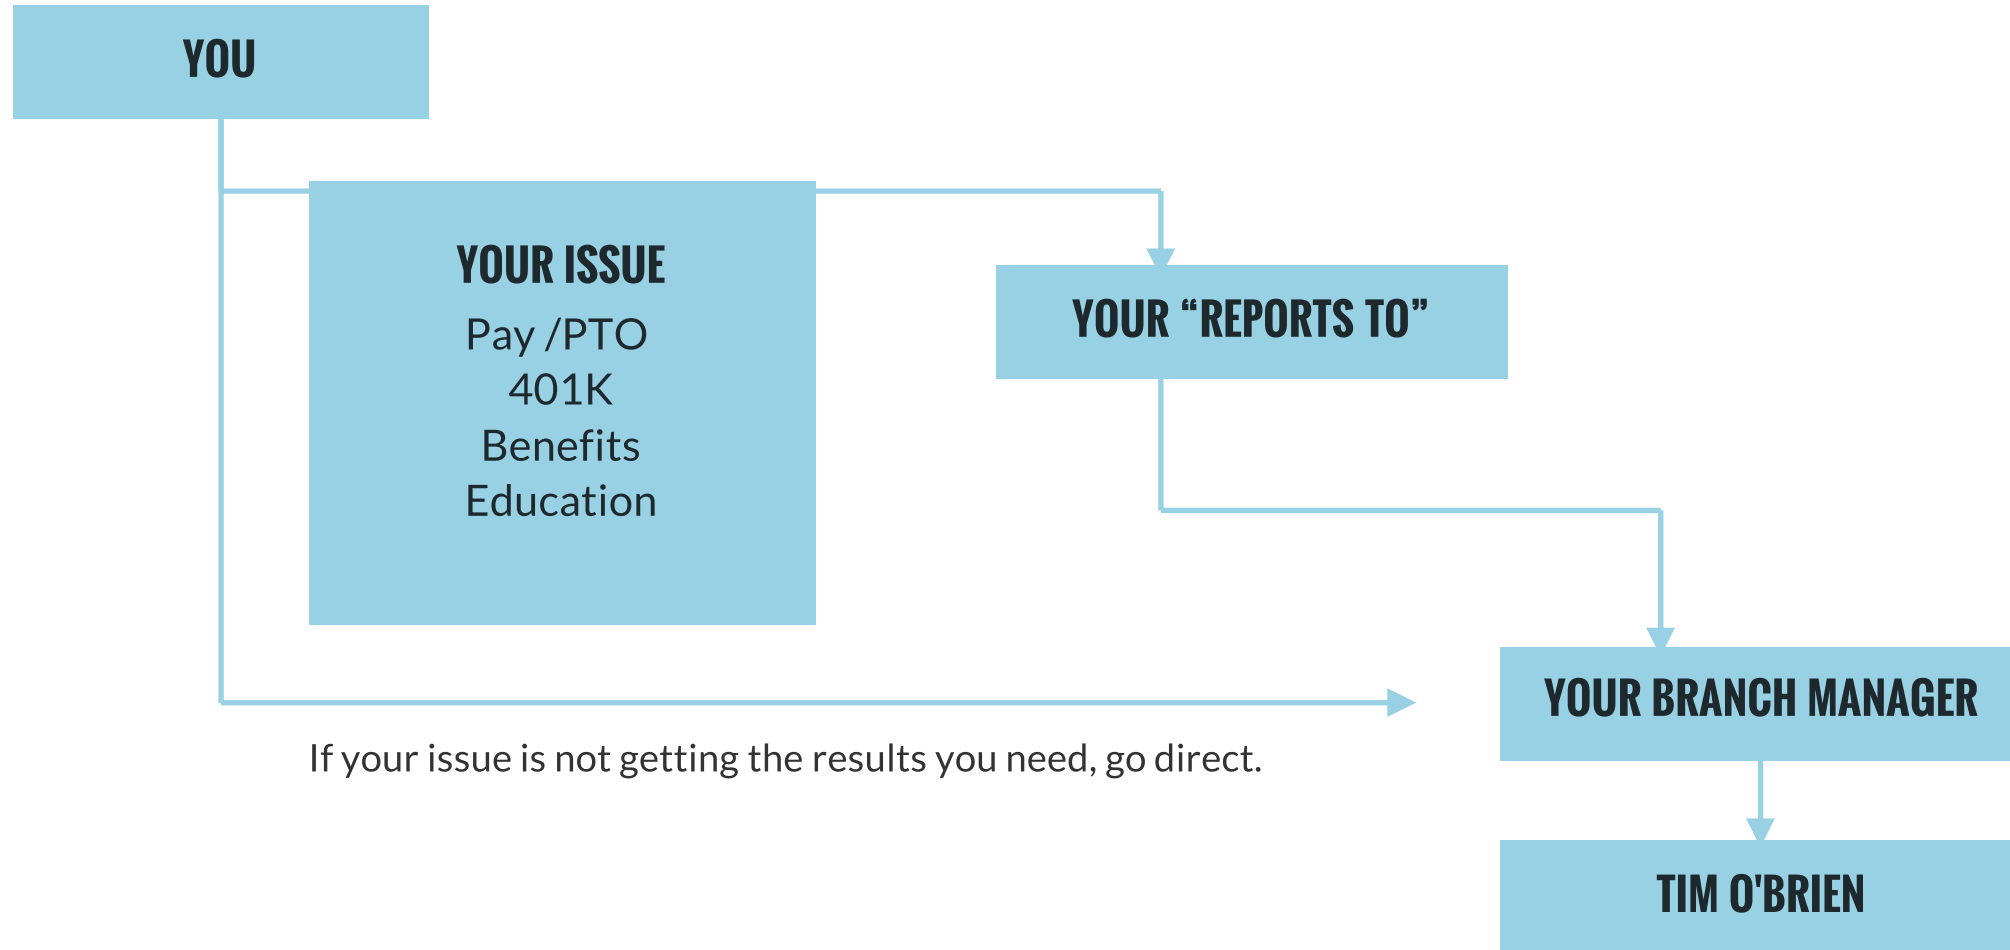 YOU
YOUR ISSUE
Pay /PTO
401K
Benefits
Education
YOUR “REPORTS TO”
YOUR BRANCH MANAGER
If your issue is not getting the results you need, go direct.
TIM O'BRIEN